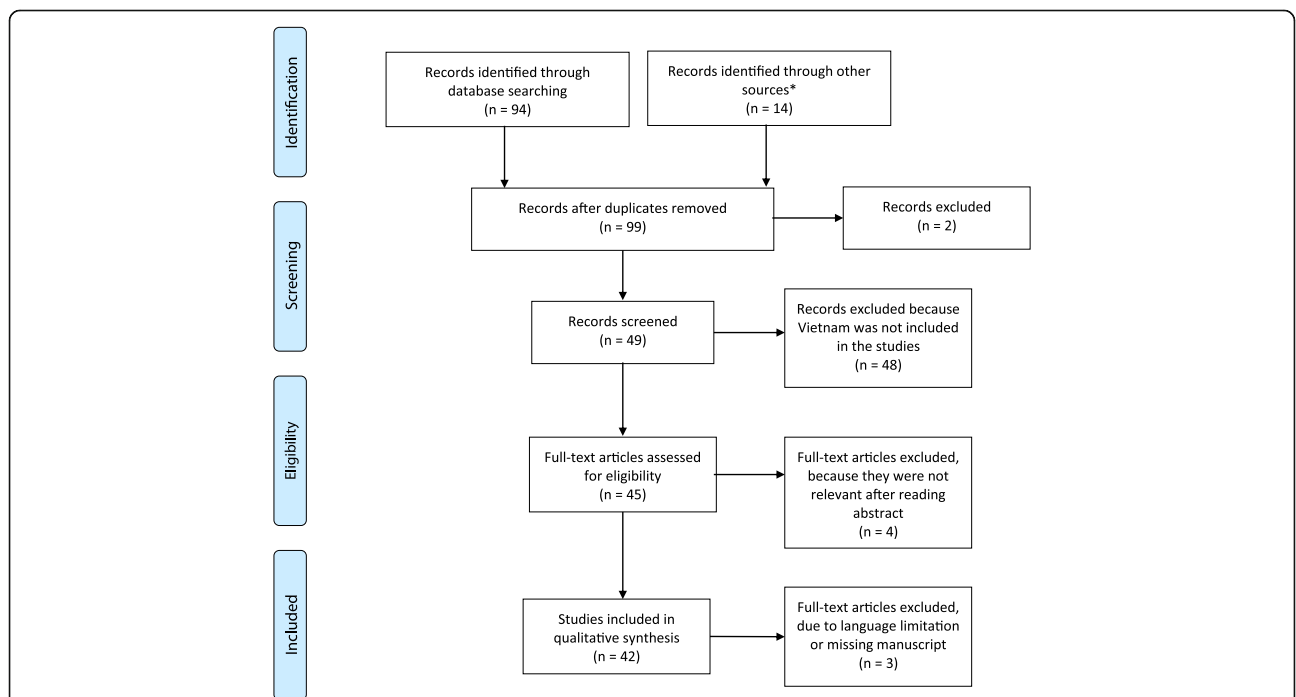 Identification
Records identified through
database searching
(n = 94)
Records identified through other
sources*
(n = 14)
Records after duplicates removed
(n = 99)
Records excluded
(n = 2)
Screening
Records screened
(n = 49)
Records excluded because
Vietnam was not included
in the studies
(n = 48)
Eligibility
Full-text articles assessed
for eligibility
(n = 45)
Full-text articles excluded,
because they were not
relevant after reading
abstract
(n = 4)
Included
Studies included in
qualitative synthesis
(n = 42)
Full-text articles excluded,
due to language limitation
or missing manuscript
(n = 3)